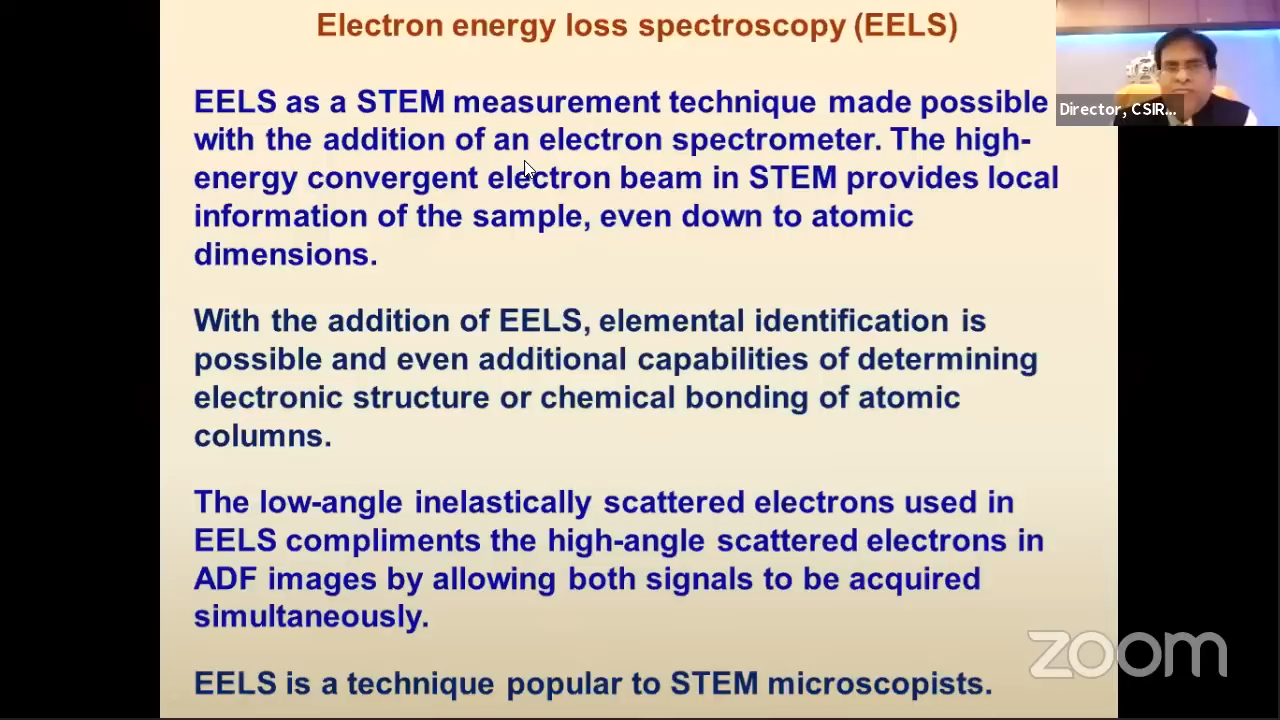 Electron energy loss spectroscopy (EELS)
EELS as a STEM measurement technique made possible
with the addition of an electron spectrometer. The high-
energy convergent electron beam in STEM provides local
information of the sample, even down to atomic
dimensions.
With the addition of EELS, elemental identification is
possible and even additional capabilities of determining
electronic structure or chemical bonding of atomic
columns.
The low-angle inelastically scattered electrons used in
EELS compliments the high-angle scattered electrons in
ADF images by allowing both signals to be acquired
simultaneously.
EELS is a technique popular to STEM microscopists.
Director, CSIR...
zoom